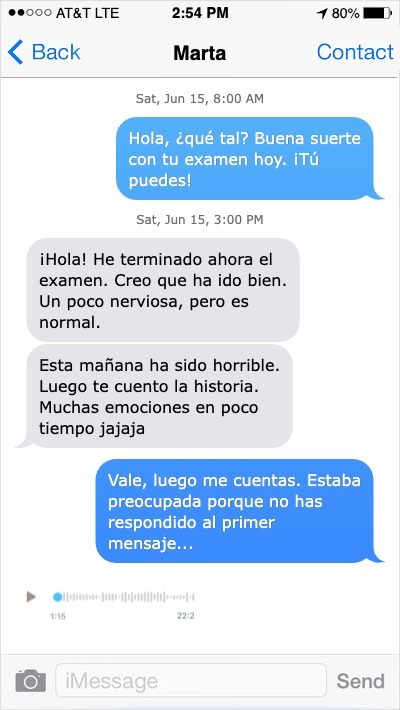 AT&T LTE 2:54 PM 80%
Back Marta Contact
Sat, Jun 15, 8:00 AM
Hola, ¿qué tal? Buena suerte
con tu examen hoy. ¡Tú
puedes!
Sat, Jun 15, 3:00 PM
¡Hola! He terminado ahora el
examen. Creo que ha ido bien.
Un poco nerviosa, pero es
normal.
Esta mañana ha sido horrible.
Luego te cuento la historia.
Muchas emociones en poco
tiempo jajaja
Vale, luego me cuentas. Estaba
preocupada porque no has
respondido al primer
mensaje...
1:15 22:2
iMessage Send